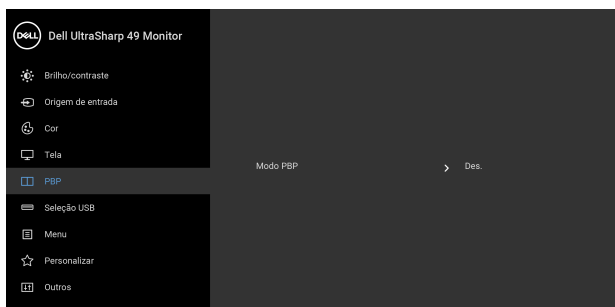 DELL Dell UltraSharp 49 Monitor
Brilho/contraste
Origem de entrada
Cor
Tela
Modo PBP Des.
PBP
Seleção USB
Menu
Personalizar
Outros